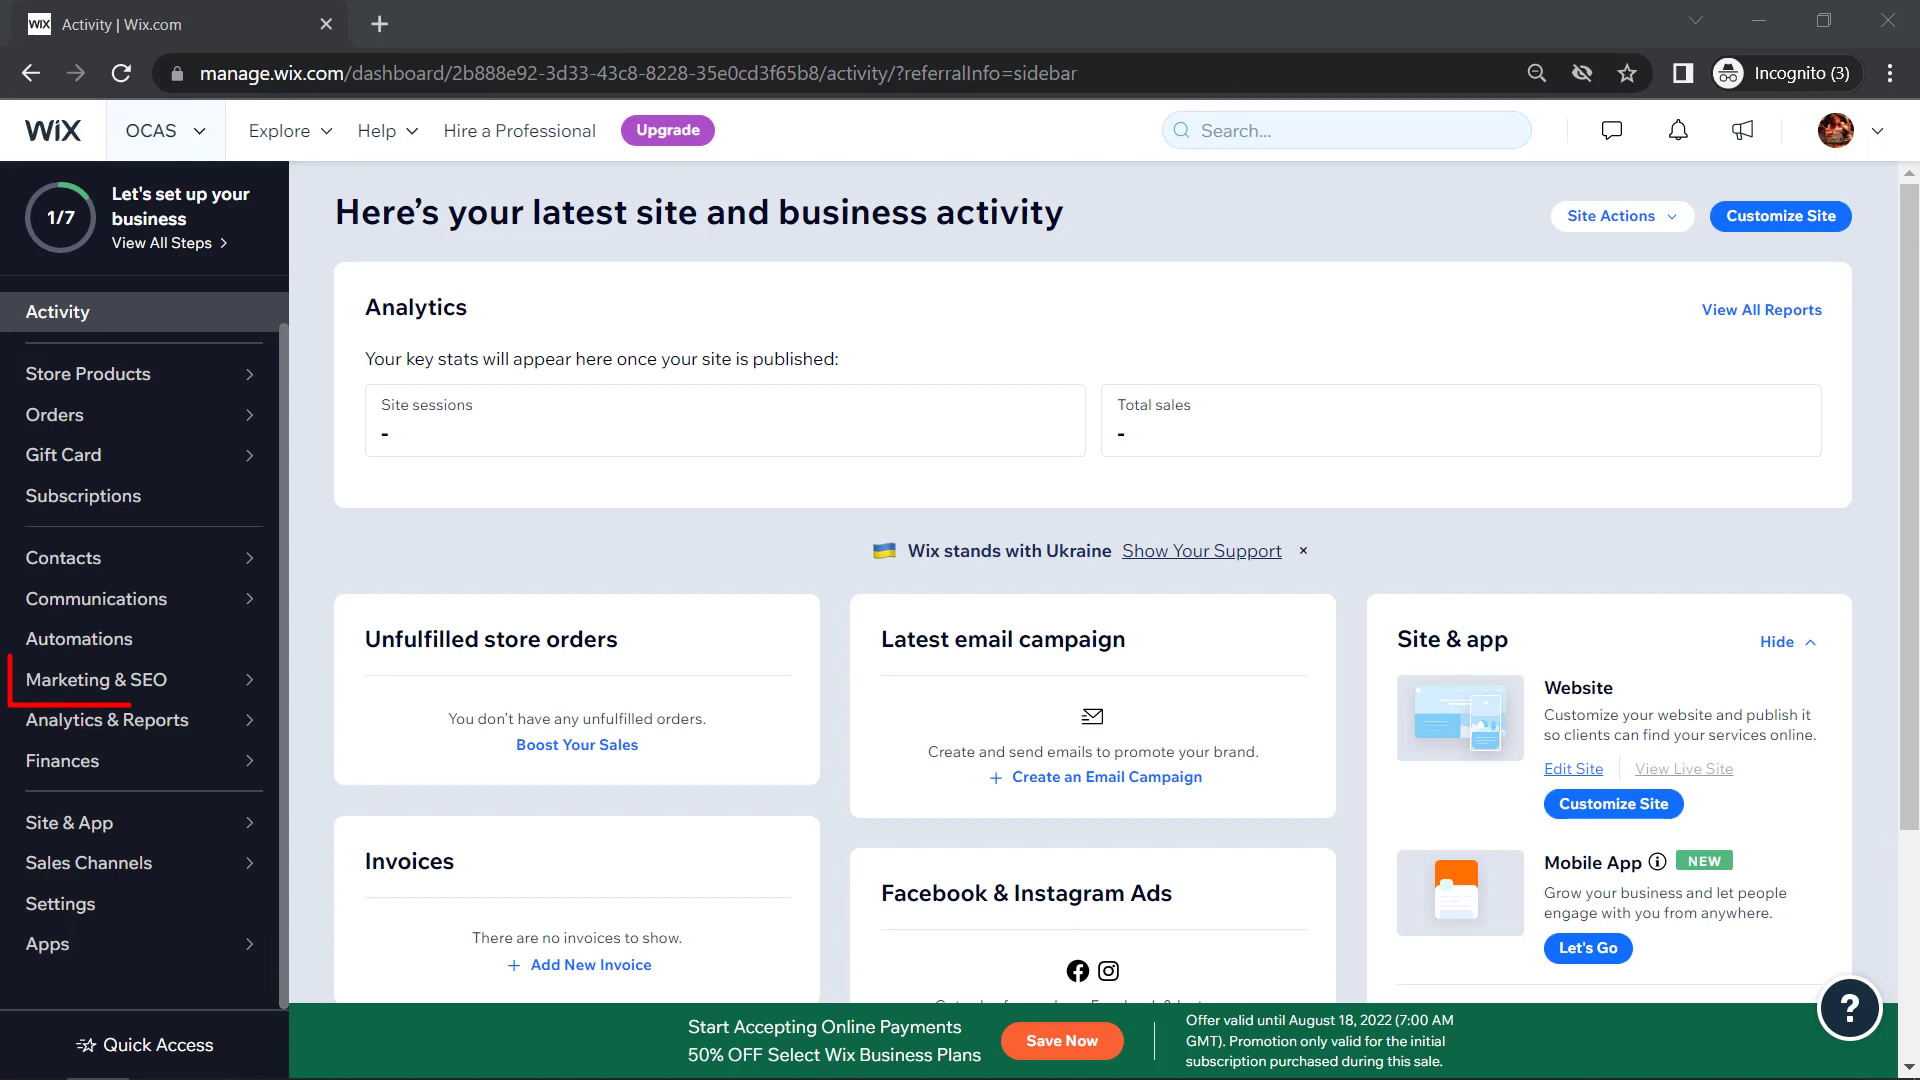 WIX Activity | Wix.com
manage.wix.com/dashboard/2b888e92-3d33-43c8-8228-35e0cd3f65b8/activity/?referralInfo=sidebar
Incognito (3)
WIX
OCAS
Explore
Help
Hire a Professional
Upgrade
Search...
1/7
Let's set up your
business
View All Steps
Activity
Store Products
Orders
Gift Card
Subscriptions
Contacts
Communications
Automations
Marketing & SEO
Analytics & Reports
Finances
Site & App
Sales Channels
Settings
Apps
Quick Access
Here's your latest site and business activity
Site Actions
Customize Site
Analytics
View All Reports
Your key stats will appear here once your site is published:
Site sessions
-
Total sales
-
Wix stands with Ukraine Show Your Support ×
Unfulfilled store orders
You don't have any unfulfilled orders.
Boost Your Sales
Invoices
There are no invoices to show.
+ Add New Invoice
Latest email campaign
Create and send emails to promote your brand.
+ Create an Email Campaign
Facebook & Instagram Ads
Site & app
Hide
Website
Customize your website and publish it
so clients can find your services online.
Edit Site
View Live Site
Customize Site
Mobile App
NEW
Grow your business and let people
engage with you from anywhere.
Let's Go
Start Accepting Online Payments
50% OFF Select Wix Business Plans
Save Now
Offer valid until August 18, 2022 (7:00 AM
GMT). Promotion only valid for the initial
subscription purchased during this sale.
?